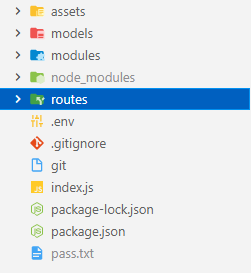 assets
models
modules
node_modules
routes
.env
.gitignore
git
index.js
package-lock.json
package.json
pass.txt